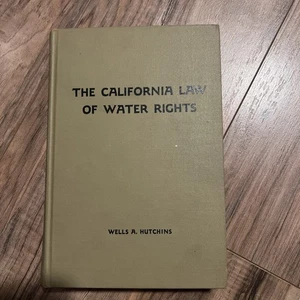 THE CALIFORNIA LAW
OF WATER RIGHTS
WELLS A. HUTCHINS